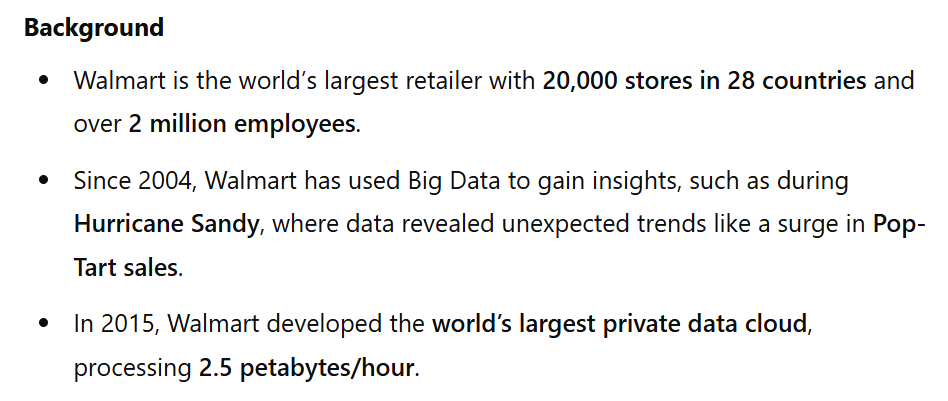 Background
• Walmart is the world’s largest retailer with 20,000 stores in 28 countries and
over 2 million employees.
• Since 2004, Walmart has used Big Data to gain insights, such as during
Hurricane Sandy, where data revealed unexpected trends like a surge in Pop-
Tart sales.
• In 2015, Walmart developed the world’s largest private data cloud,
processing 2.5 petabytes/hour.